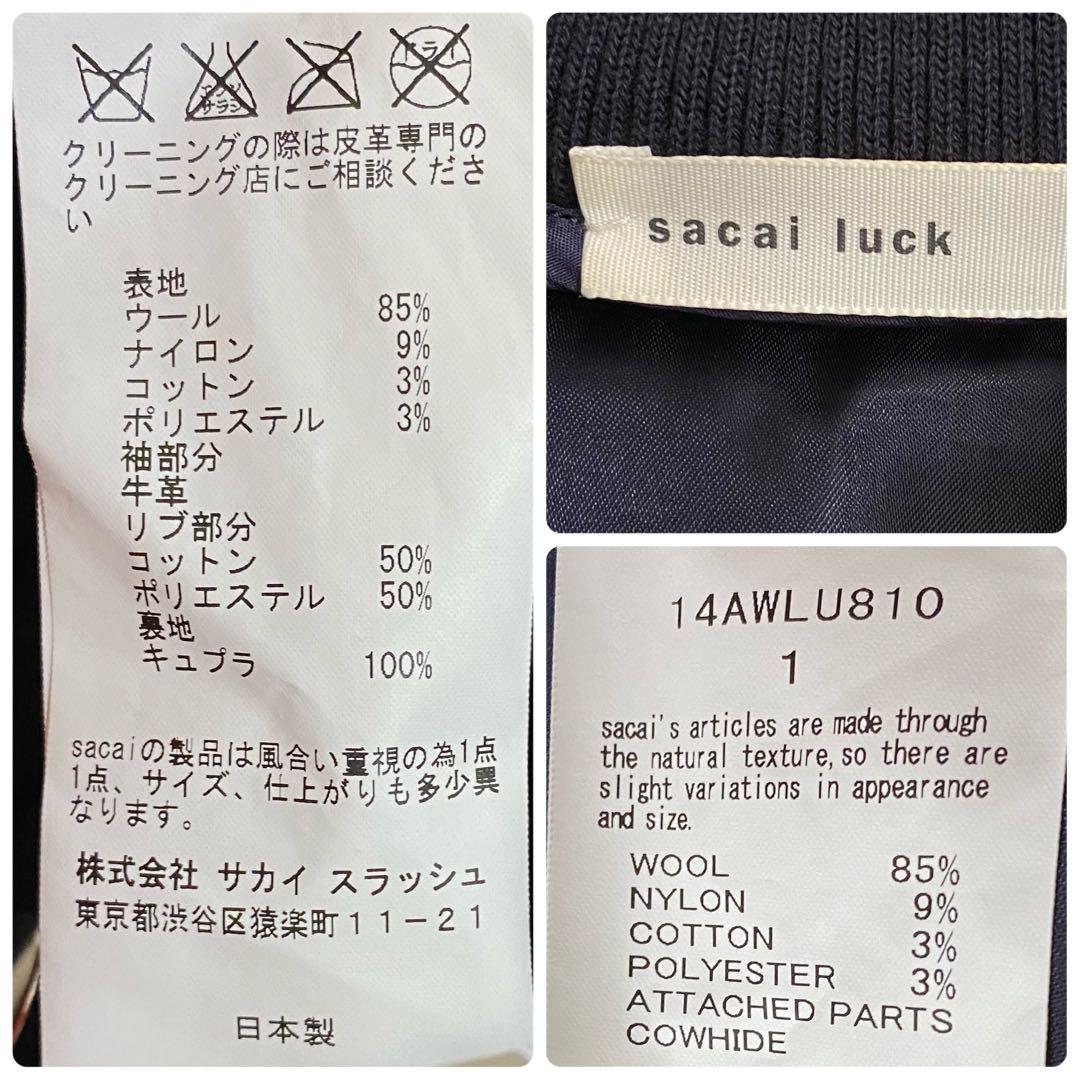 エンソ
サラシ
ドライ
クリーニングの際は皮革専門の
クリーニング店にご相談くださ
い
表地
ウール 85%
ナイロン 9%
コットン 3%
ポリエステル 3%
袖部分
牛革
リブ部分
コットン 50%
ポリエステル 50%
裏地
キュプラ 100%
sacaiの製品は風合い重視の為1点
1点、サイズ、仕上がりも多少異
なります。
株式会社 サカイ スラッシュ
東京都渋谷区猿楽町11-21
日本製
sacai luck
14AWLU810
1
sacai's articles are made through
the natural texture, so there are
slight variations in appearance
and size.
WOOL 85%
NYLON 9%
COTTON 3%
POLYESTER 3%
ATTACHED PARTS
COWHIDE